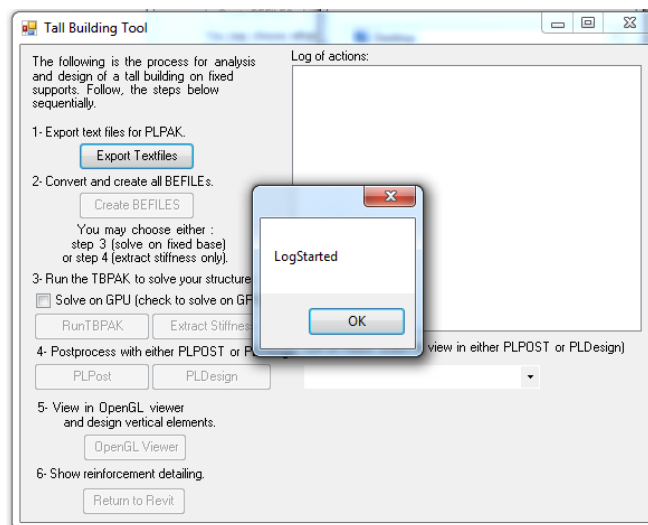 Tall Building Tool
The following is the process for analysis
and design of a tall building on fixed
supports. Follow, the steps below
sequentially.
1- Export text files for PLPAK.
Export Textfiles
2- Convert and create all BEFILEs.
Create BEFILES
You may choose either :
step 3 (solve on fixed base)
or step 4 (extract stiffness only).
3- Run the TBPAK to solve your structure
Solve on GPU (check to solve on GP
RunTBPAK
Extract Stiffness
4- Postprocess with either PLPOST or PL
view in either PLPOST or PLDesign)
PLPost
PLDesign
5- View in OpenGL viewer
and design vertical elements.
OpenGL Viewer
6- Show reinforcement detailing.
Return to Revit
Log of actions:
LogStarted
OK